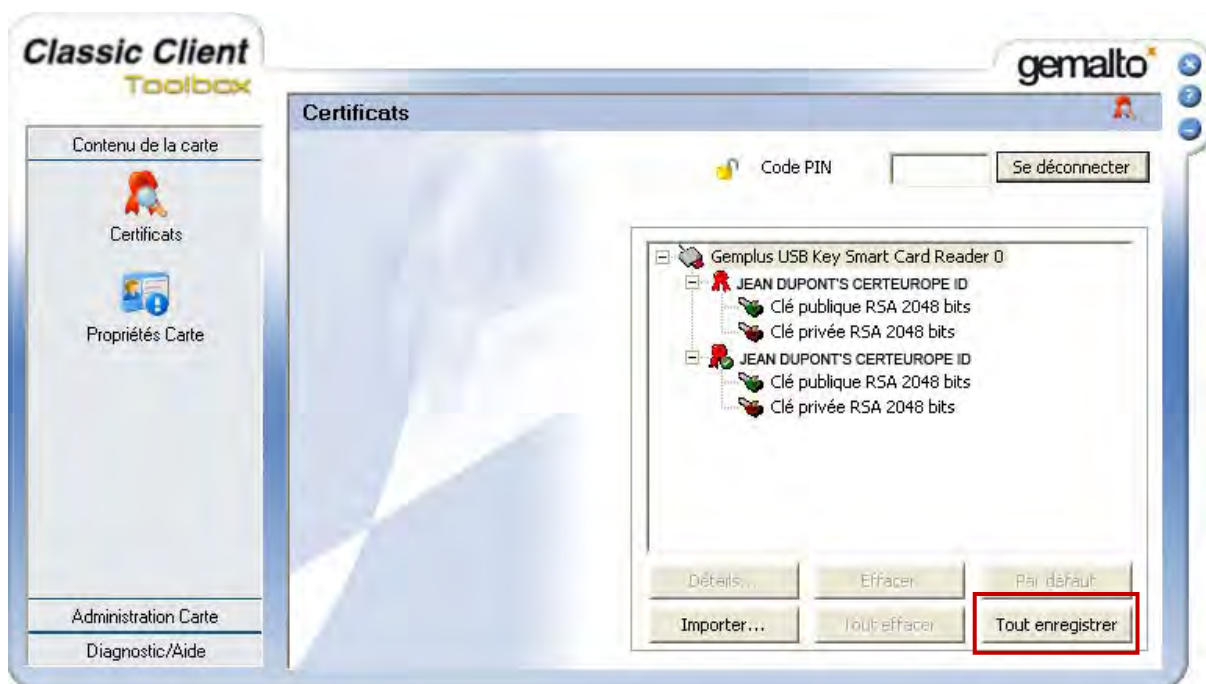 Classic Client
Toolbox
gemalto
Certificats
Contenu de la carte
Certificats
Propriétés Carte
Administration Carte
Diagnostic/Aide
Code PIN
Se déconnecter
Gemplus USB Key Smart Card Reader 0
JEAN DUPONT'S CERTEUROPE ID
Clé publique RSA 2048 bits
Clé privée RSA 2048 bits
JEAN DUPONT'S CERTEUROPE ID
Clé publique RSA 2048 bits
Clé privée RSA 2048 bits
Détails... Effacer Par défaut
Importer... Tout effacer Tout enregistrer